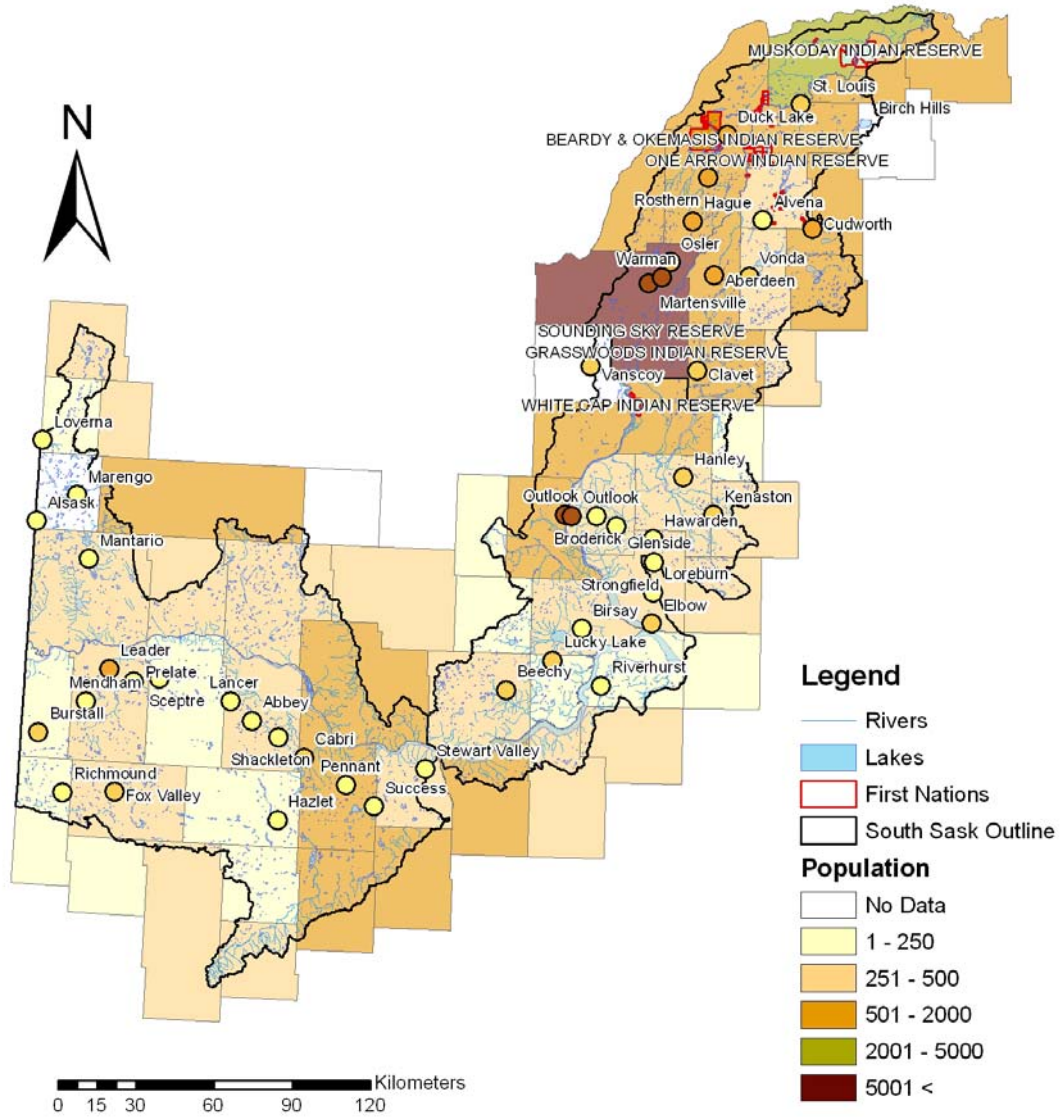 MUSKODAY INDIAN RESERVE
St. Louis
Birch Hills
Duck Lake
BEARDY & OKEMASIS INDIAN RESERVE
ONE ARROW INDIAN RESERVE
N
Rosthern
Hague
Alvena
Cudworth
Osler
Warman
Vonda
Aberdeen
Martensville
SOUNDING SKY RESERVE
GRASSWOODS INDIAN RESERVE
Vanscoy
Clavet
WHITE CAP INDIAN RESERVE
Loverna
Hanley
Marengo
Alsask
Outlook
Outlook
Kenaston
Hawarden
Broderick
Glenside
Mantario
Loreburn
Strongfield
Birsay
Elbow
Lucky Lake
Leader
Beechy
Riverhurst
Prelate
Mendham
Lancer
Sceptre
Abbey
Burstall
Cabri
Stewart Valley
Shackleton
Pennant
Richmound
Fox Valley
Success
Hazlet
Legend
Rivers
Lakes
First Nations
South Sask Outline
Population
No Data
1 - 250
251 - 500
501 - 2000
2001 - 5000
5001 <
Kilometers
0 15 30 60 90 120